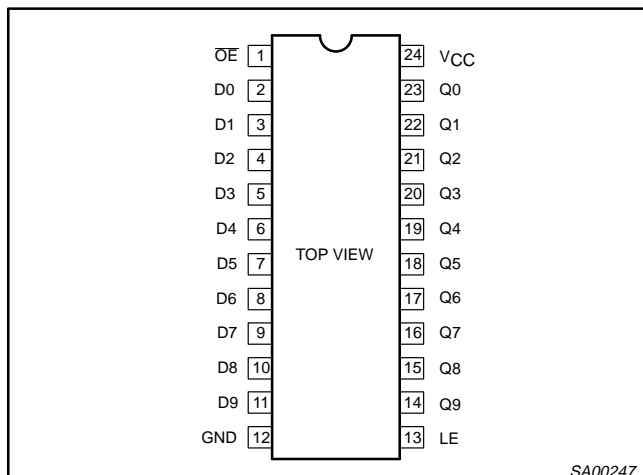 O̅E̅ 1 24 VCC
D0 2 23 Q0
D1 3 22 Q1
D2 4 21 Q2
D3 5 20 Q3
D4 6 19 Q4
TOP VIEW
D5 7 18 Q5
D6 8 17 Q6
D7 9 16 Q7
D8 10 15 Q8
D9 11 14 Q9
GND 12 13 LE
SA00247